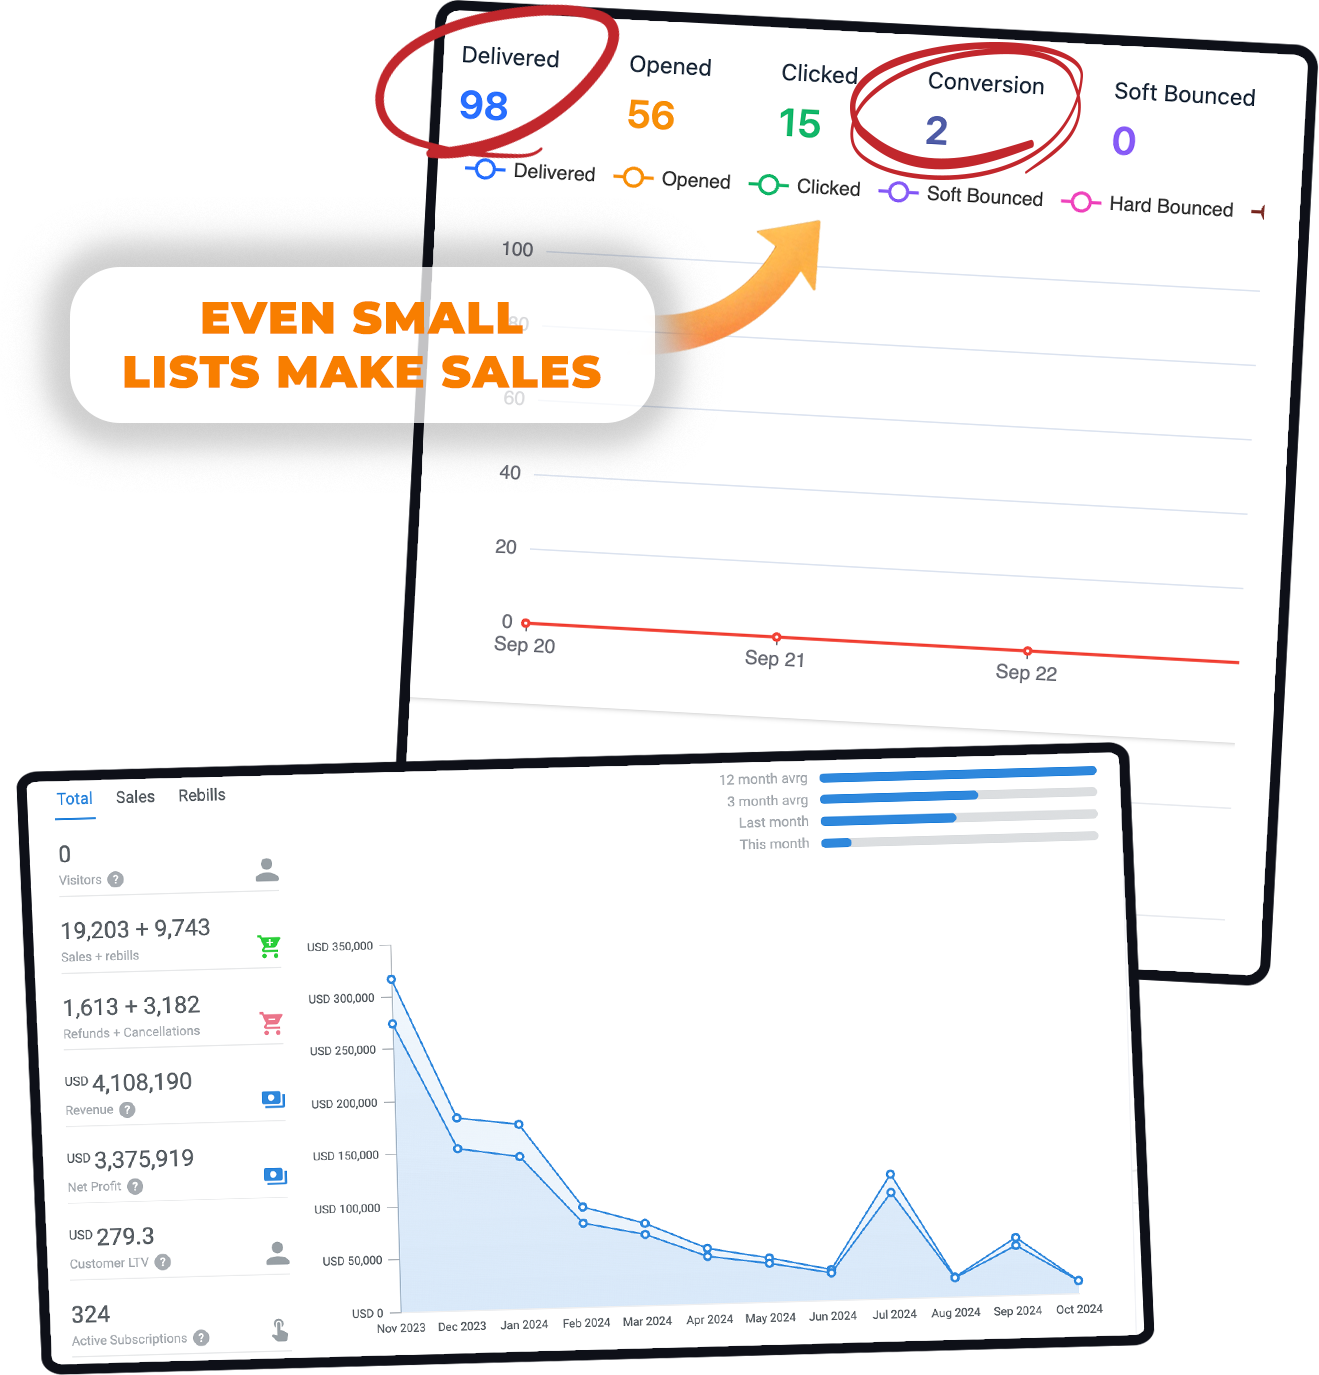 Delivered Opened Clicked Conversion Soft Bounced
98 56 15 2 0
Delivered Opened Clicked Soft Bounced Hard Bounced
100
EVEN SMALL
LISTS MAKE SALES
80
60
40
20
0
Sep 20 Sep 21 Sep 22
Total Sales Rebills
12 month avrg
3 month avrg
Last month
This month
0
Visitors ?
19,203 + 9,743
Sales + rebills
1,613 + 3,182
Refunds + Cancellations
USD 4,108,190
Revenue ?
USD 3,375,919
Net Profit ?
USD 279.3
Customer LTV ?
324
Active Subscriptions ?
USD 350,000
USD 300,000
USD 250,000
USD 200,000
USD 150,000
USD 100,000
USD 50,000
USD 0
Nov 2023 Dec 2023 Jan 2024 Feb 2024 Mar 2024 Apr 2024 May 2024 Jun 2024 Jul 2024 Aug 2024 Sep 2024 Oct 2024